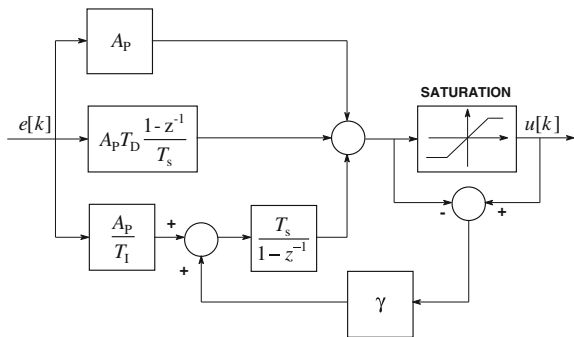 A_P
SATURATION
e[k]
A_P T_D (1 - z^-1)/T_s
u[k]
-
+
A_P/T_I
+
+
T_s/(1 - z^-1)
γ